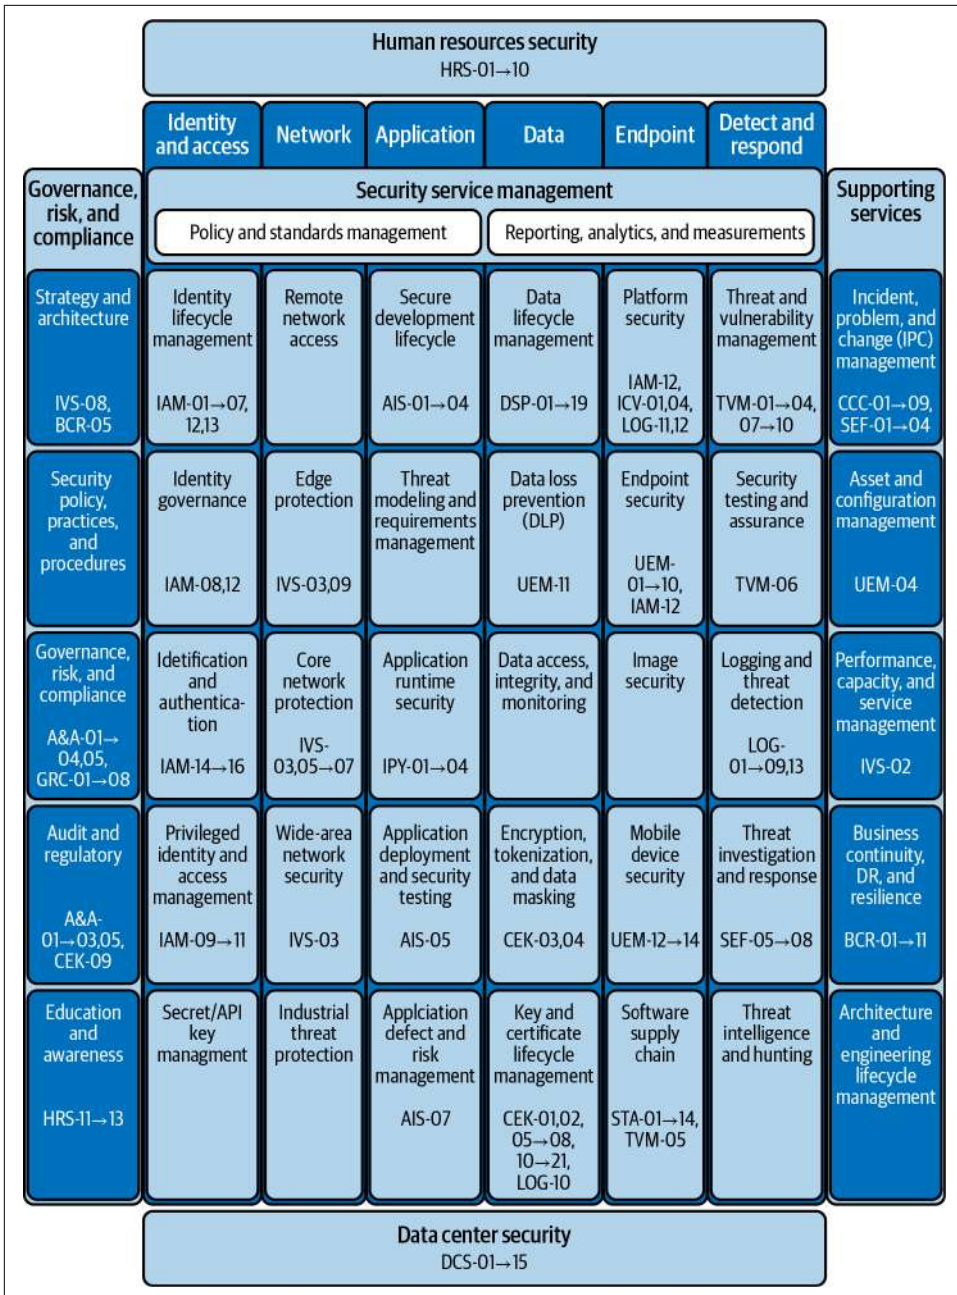 Human resources security
HRS-01→10
Identity
and access
Network
Application
Data
Endpoint
Detect and
respond
Governance,
risk, and
compliance
Security service management
Policy and standards management
Reporting, analytics, and measurements
Supporting
services
Strategy and
architecture
IVS-08,
BCR-05
Identity
lifecycle
management
IAM-01→07,
12,13
Remote
network
access
Secure
development
lifecycle
AIS-01→04
Data
lifecycle
management
DSP-01→19
Platform
security
IAM-12,
ICV-01,04,
LOG-11,12
Threat and
vulnerability
management
TVM-01→04,
07→10
Incident,
problem, and
change (IPC)
management
CCC-01→09,
SEF-01→04
Security
policy,
practices,
and
procedures
Identity
governance
IAM-08,12
Edge
protection
IVS-03,09
Threat
modeling and
requirements
management
Data loss
prevention
(DLP)
UEM-11
Endpoint
security
UEM-
01→10,
IAM-12
Security
testing and
assurance
TVM-06
Asset and
configuration
management
UEM-04
Governance,
risk, and
compliance
A&A-01→
04,05,
GRC-01→08
Idetification
and
authentica-
tion
IAM-14→16
Core
network
protection
IVS-
03,05→07
Application
runtime
security
IPY-01→04
Data access,
integrity, and
monitoring
Image
security
Logging and
threat
detection
LOG-
01→09,13
Performance,
capacity, and
service
management
IVS-02
Audit and
regulatory
A&A-
01→03,05,
CEK-09
Privileged
identity and
access
management
IAM-09→11
Wide-area
network
security
IVS-03
Application
deployment
and security
testing
AIS-05
Encryption,
tokenization,
and data
masking
CEK-03,04
Mobile
device
security
UEM-12→14
Threat
investigation
and response
SEF-05→08
Business
continuity,
DR, and
resilience
BCR-01→11
Education
and
awareness
HRS-11→13
Secret/API
key
managment
Industrial
threat
protection
Applciation
defect and
risk
management
AIS-07
Key and
certificate
lifecycle
management
CEK-01,02,
05→08,
10→21,
LOG-10
Software
supply
chain
STA-01→14,
TVM-05
Threat
intelligence
and hunting
Architecture
and
engineering
lifecycle
management
Data center security
DCS-01→15